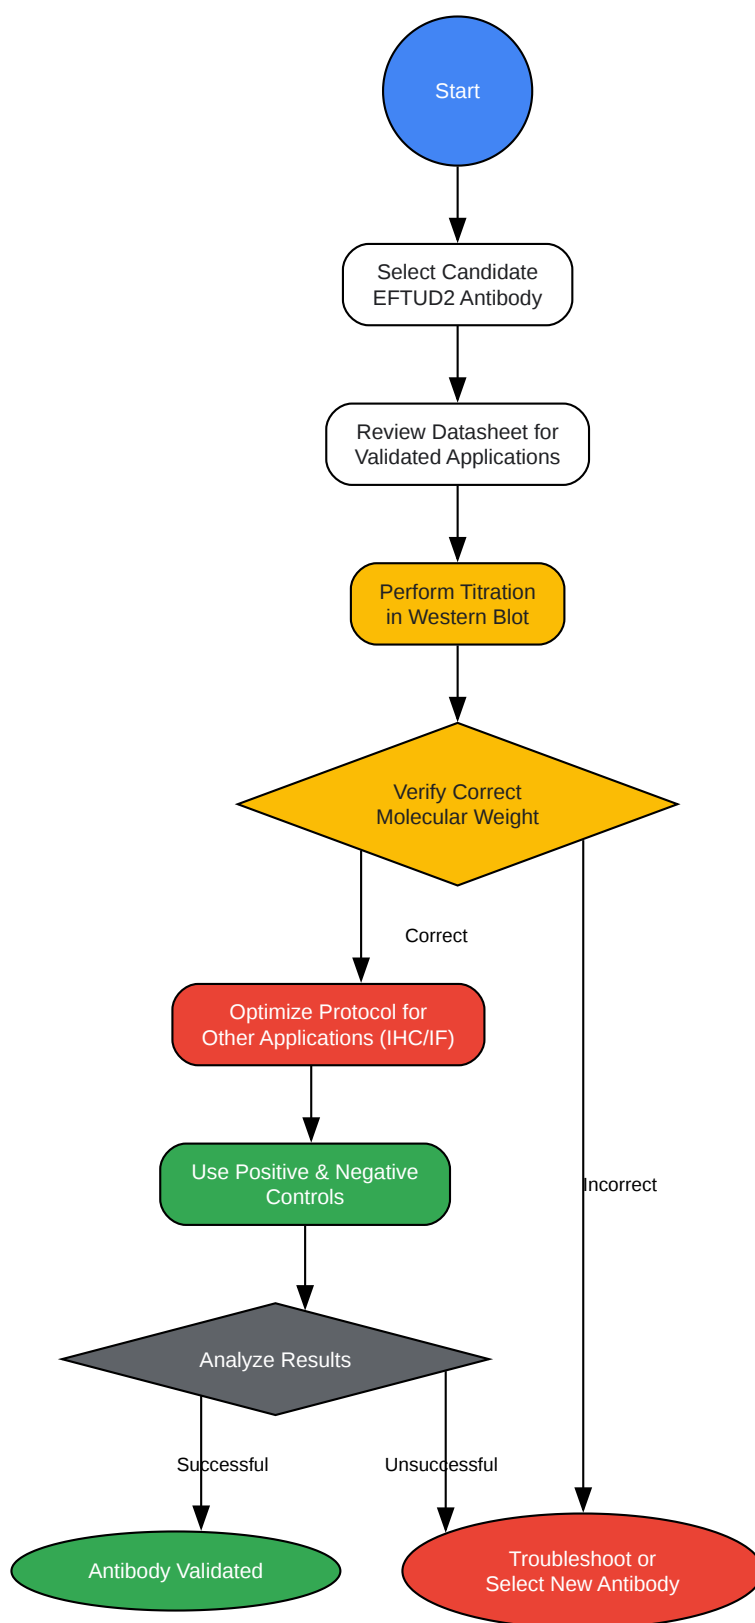 Start
Select Candidate
EFTUD2 Antibody
Review Datasheet for
Validated Applications
Perform Titration
in Western Blot
Verify Correct
Molecular Weight
Correct
Optimize Protocol for
Other Applications (IHC/IF)
Use Positive & Negative
Controls
Incorrect
Analyze Results
Successful
Unsuccessful
Antibody Validated
Troubleshoot or
Select New Antibody